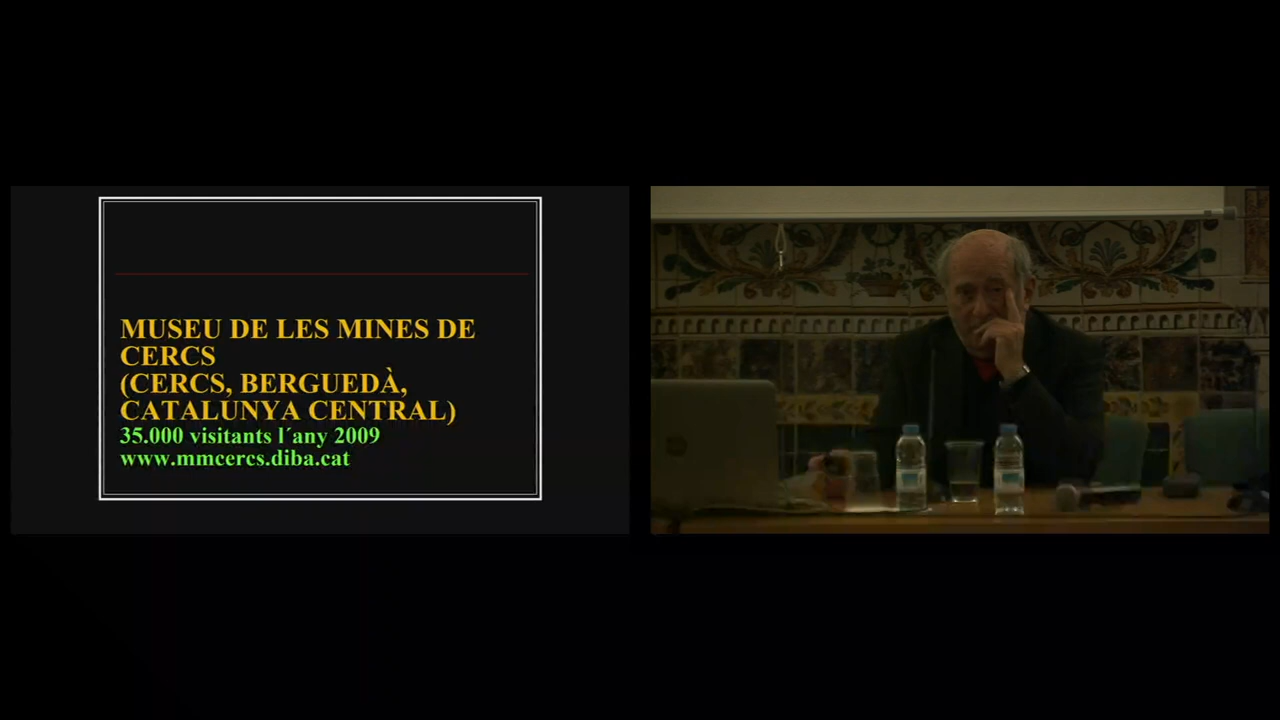 MUSEU DE LES MINES DE
CERCS
(CERCS, BERGUEDÀ,
CATALUNYA CENTRAL)
35.000 visitants l´any 2009
www.mmcercs.diba.cat